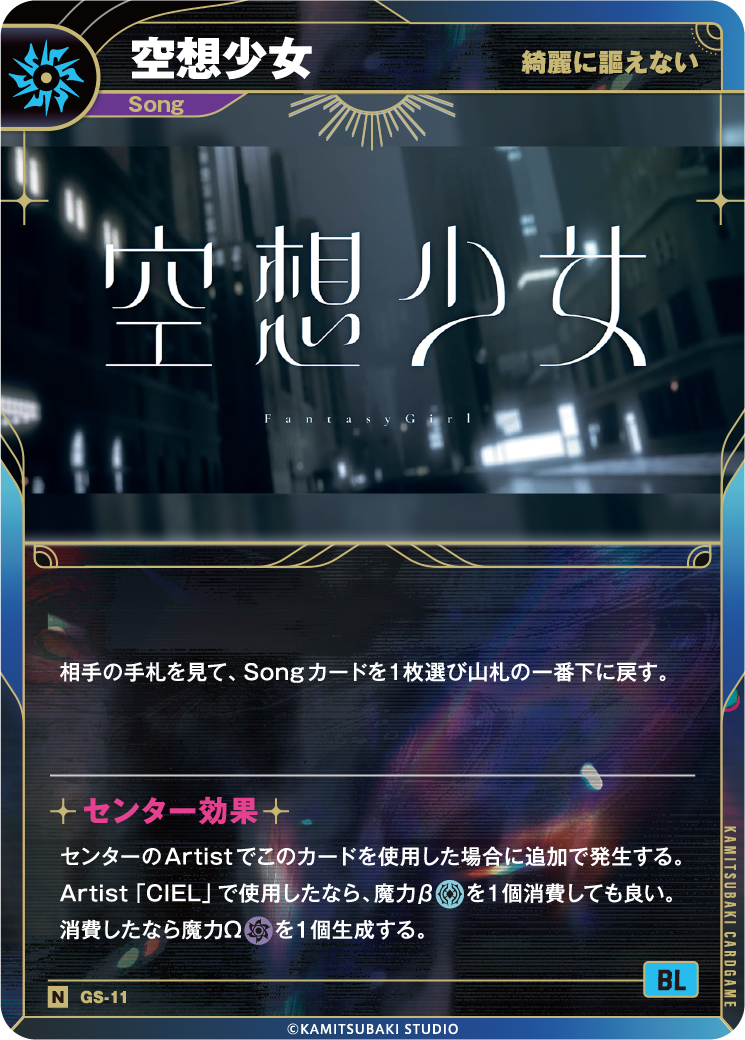 空想少女
綺麗に謳えない
Song
空想少女
FantasyGirl
相手の手札を見て、Songカードを1枚選び山札の一番下に戻す。
センター効果
センターのArtistでこのカードを使用した場合に追加で発生する。
Artist「CIEL」で使用したなら、魔力βを1個消費しても良い。
消費したなら魔力Ωを1個生成する。
N GS-11
BL
KAMITSUBAKI CARDGAME
©KAMITSUBAKI STUDIO